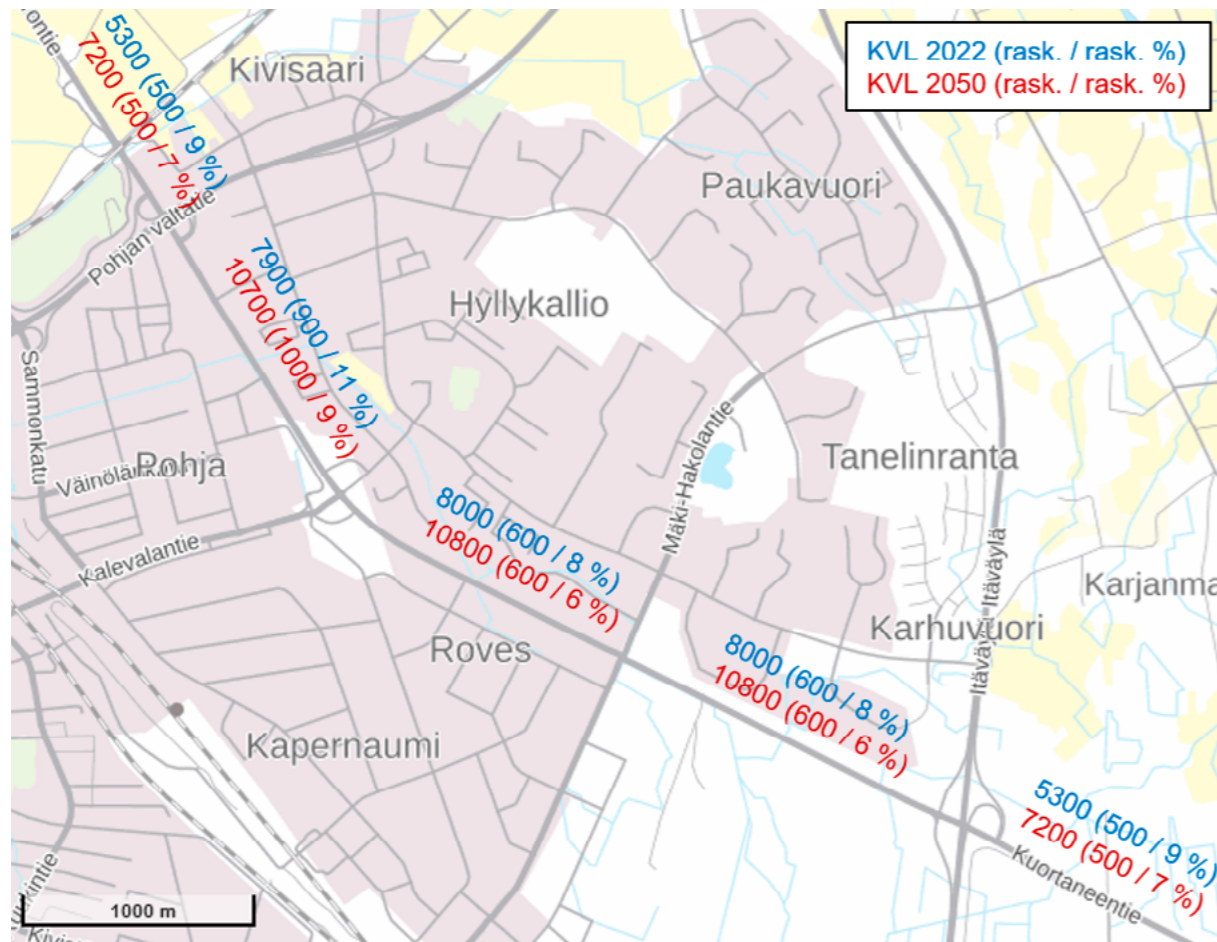 KVL 2022 (rask. / rask. %)
KVL 2050 (rask. / rask. %)
ontie
5300 (500 / 9 %)
7200 (500 / 7 %)
Kivisaari
Paukavuori
Pohjan valtatie
7900 (900 / 11 %)
10700 (1000 / 9 %)
Hyllykallio
Sammonkatu
Mäki-Hakolantie
Pohja
Tanelinranta
8000 (600 / 8 %)
10800 (600 / 6 %)
Kalevalantie
Itäväylä
Itäväylä
Karjanma
Karhuvuori
Roves
8000 (600 / 8 %)
10800 (600 / 6 %)
Kapernaumi
5300 (500 / 9 %)
7200 (500 / 7 %)
Kuortaneentie
1000 m